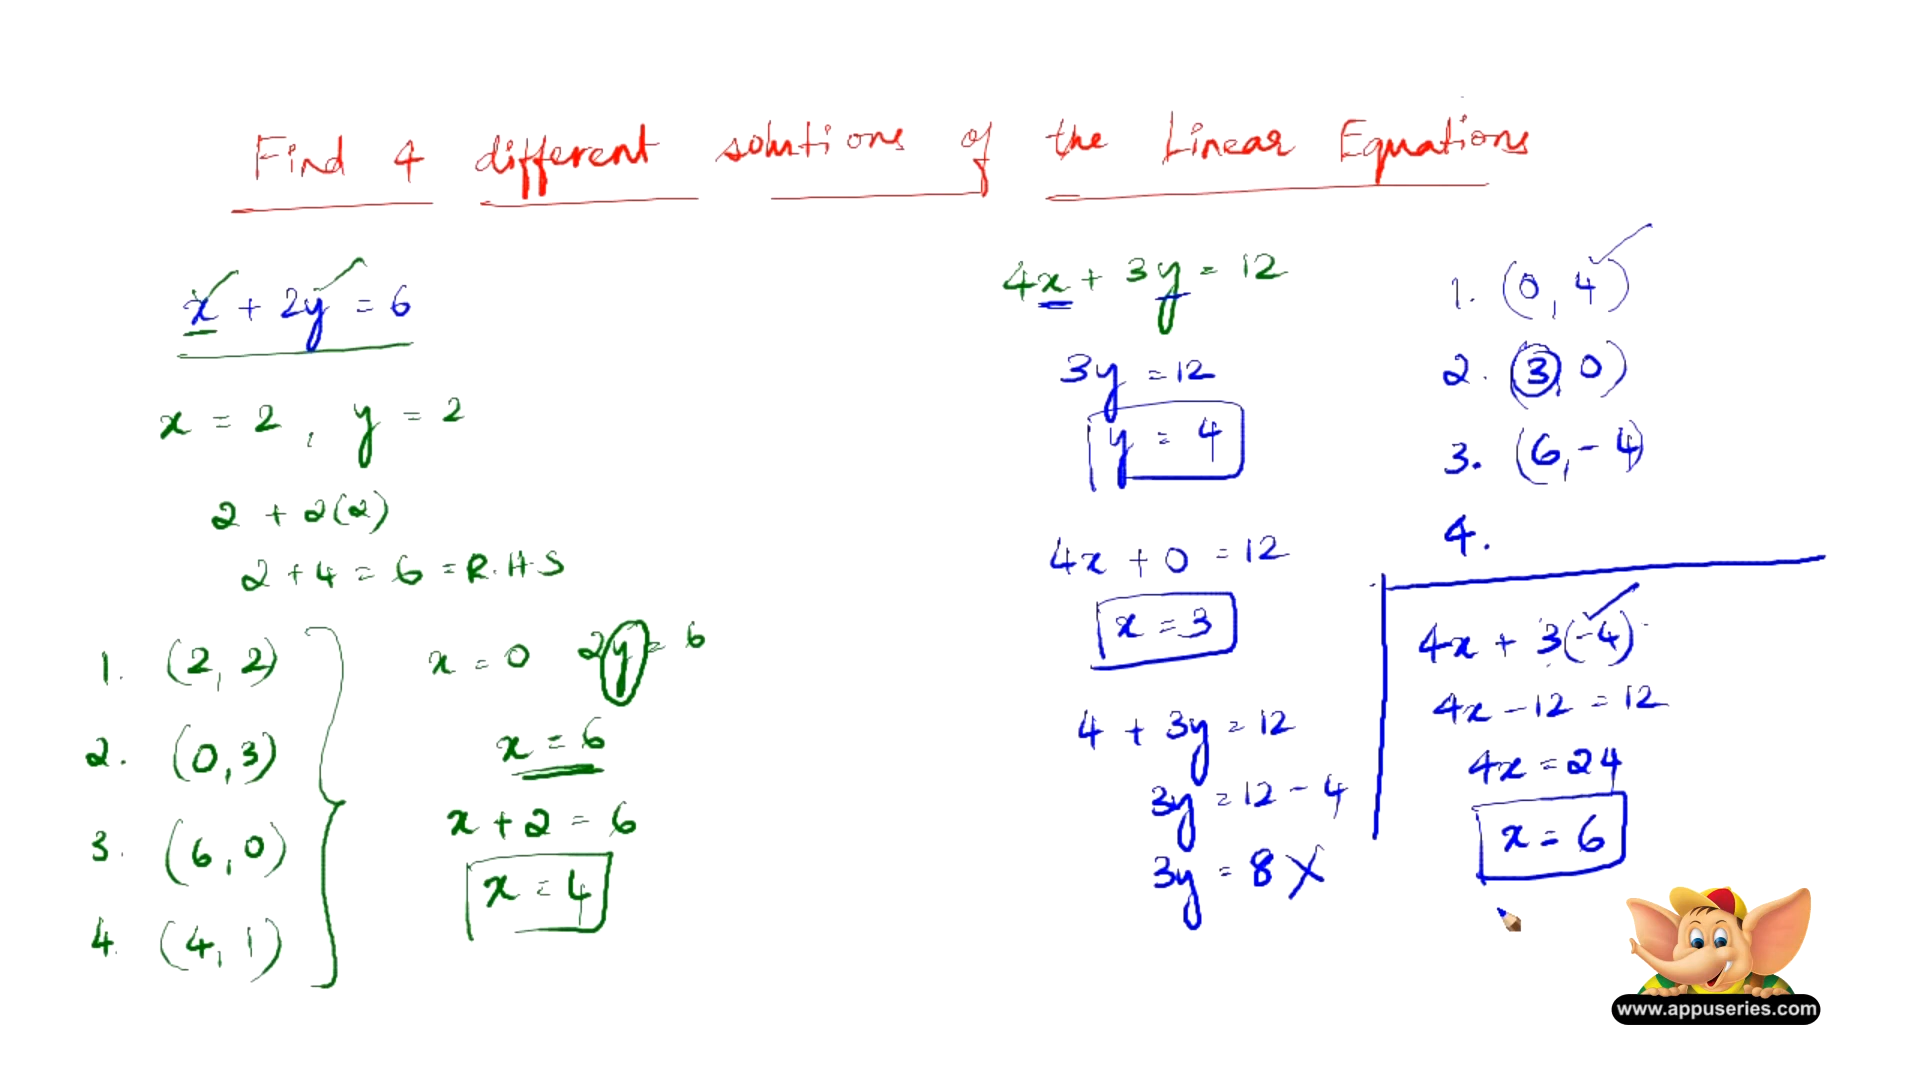 Find 4 different solutions of the Linear Equations
x + 2y = 6
x = 2, y = 2
2 + 2(2)
2 + 4 = 6 = R.H.S
1. (2, 2)
2. (0, 3)
3. (6, 0)
4. (4, 1)
x = 0 2y = 6
x = 6
x + 2 = 6
x = 4
4x + 3y = 12
3y = 12
y = 4
4x + 0 = 12
x = 3
4 + 3y = 12
3y = 12 - 4
3y = 8 X
1. (0, 4)
2. (3, 0)
3. (6, -4)
4.
4x + 3(-4)
4x - 12 = 12
4x = 24
x = 6
www.appuseries.com